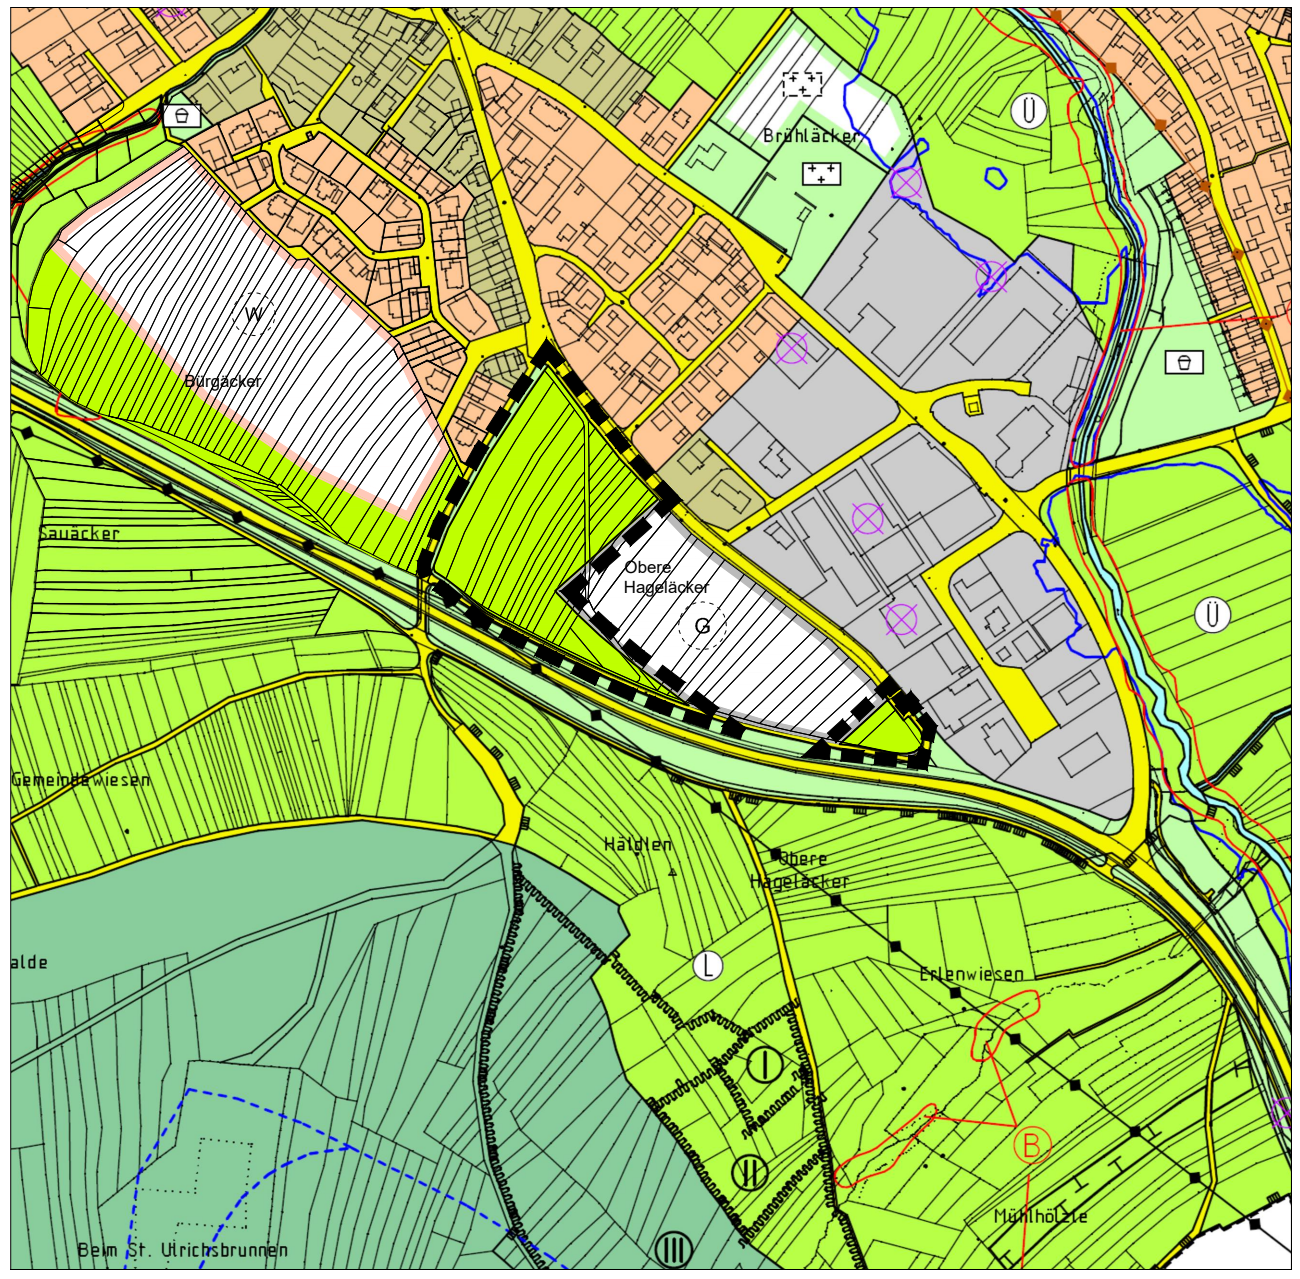 Brühläcker
Ü
W
Bürgäcker
Sauäcker
Obere
Hageläcker
G
Ü
Gemeindewiesen
Häldlen
Obere
Hageläcker
alde
L
Erlenwiesen
I
B
II
Mühlhölzle
Beim St. Ulrichsbrunnen
III